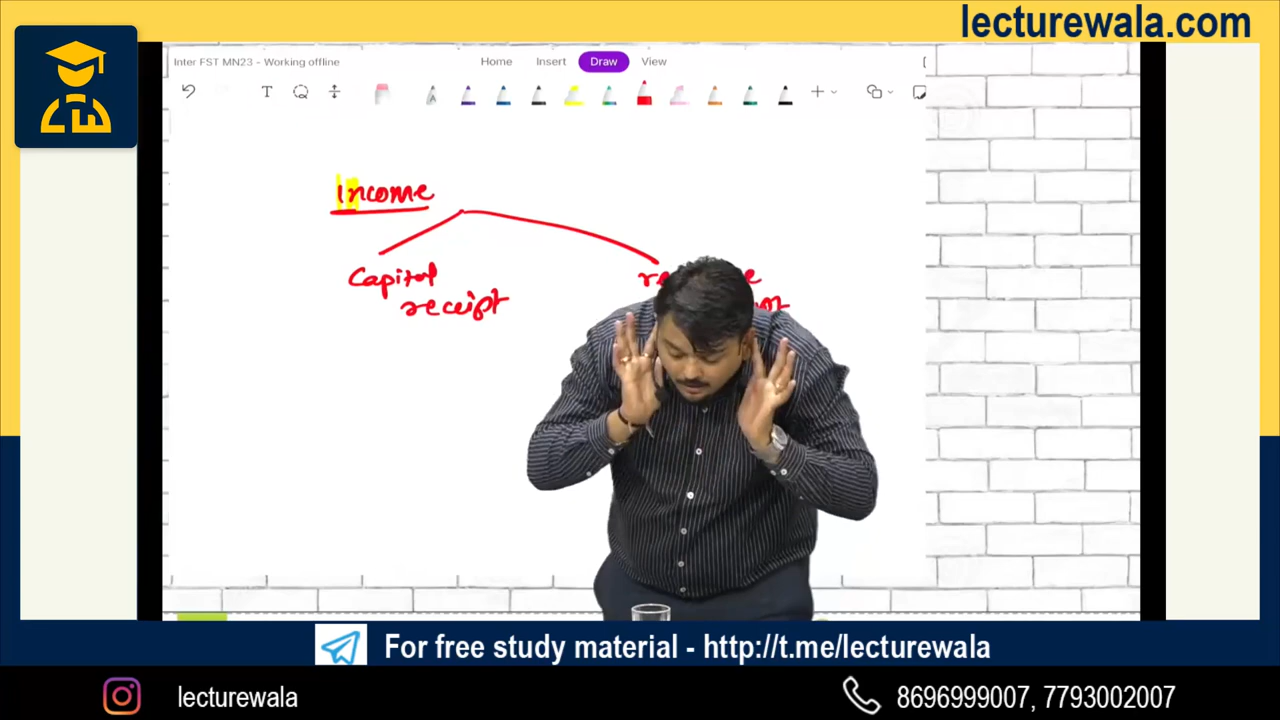 lecturewala.com
Inter FST MN23 - Working offline
Home Insert Draw View
T
Income
Capital
receipt
For free study material - http://t.me/lecturewala
lecturewala
8696999007, 7793002007